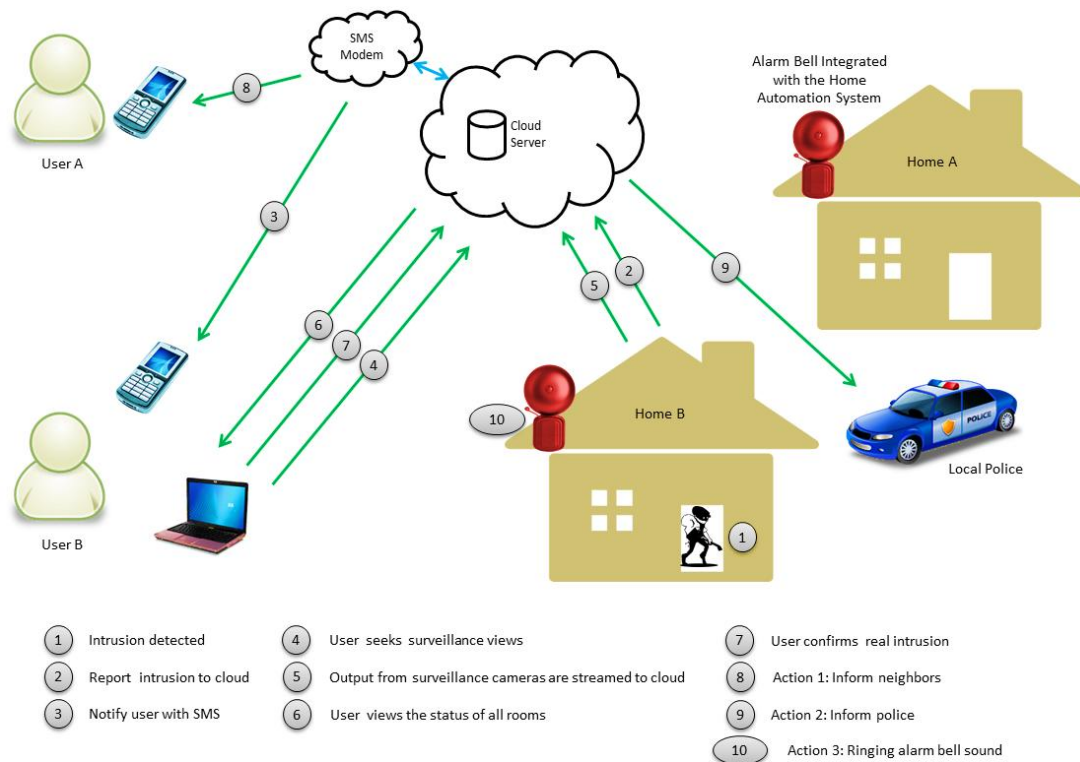 SMS
Modem
Alarm Bell Integrated
with the Home
Automation System
8
User A
Cloud
Server
Home A
3
9
2
5
6
7
4
10
Home B
POLICE
Local Police
User B
1
1 Intrusion detected
2 Report intrusion to cloud
3 Notify user with SMS
4 User seeks surveillance views
5 Output from surveillance cameras are streamed to cloud
6 User views the status of all rooms
7 User confirms real intrusion
8 Action 1: Inform neighbors
9 Action 2: Inform police
10 Action 3: Ringing alarm bell sound